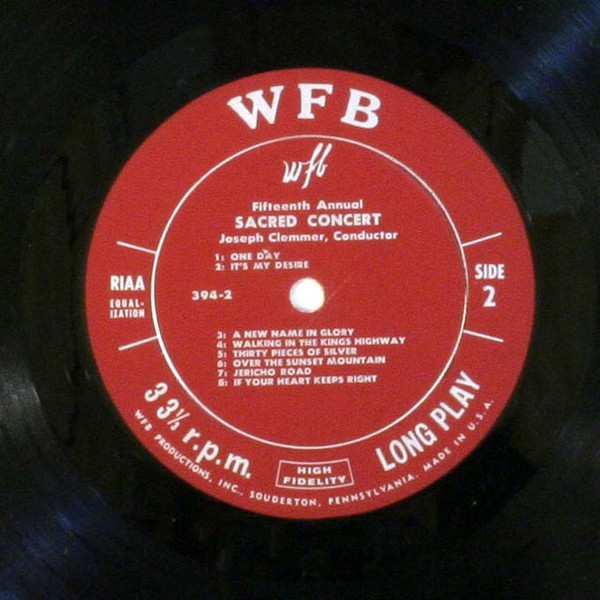 WFB
wfb
Fifteenth Annual
SACRED CONCERT
Joseph Clemmer, Conductor
1: ONE DAY
2: IT'S MY DESIRE
RIAA
EQUAL-
IZATION
394-2
SIDE
2
3: A NEW NAME IN GLORY
4: WALKING IN THE KINGS HIGHWAY
5: THIRTY PIECES OF SILVER
6: OVER THE SUNSET MOUNTAIN
7: JERICHO ROAD
8: IF YOUR HEART KEEPS RIGHT
33⅓ r.p.m.
LONG PLAY
HIGH
FIDELITY
WFB PRODUCTIONS, INC., SOUDERTON, PENNSYLVANIA. MADE IN U.S.A.